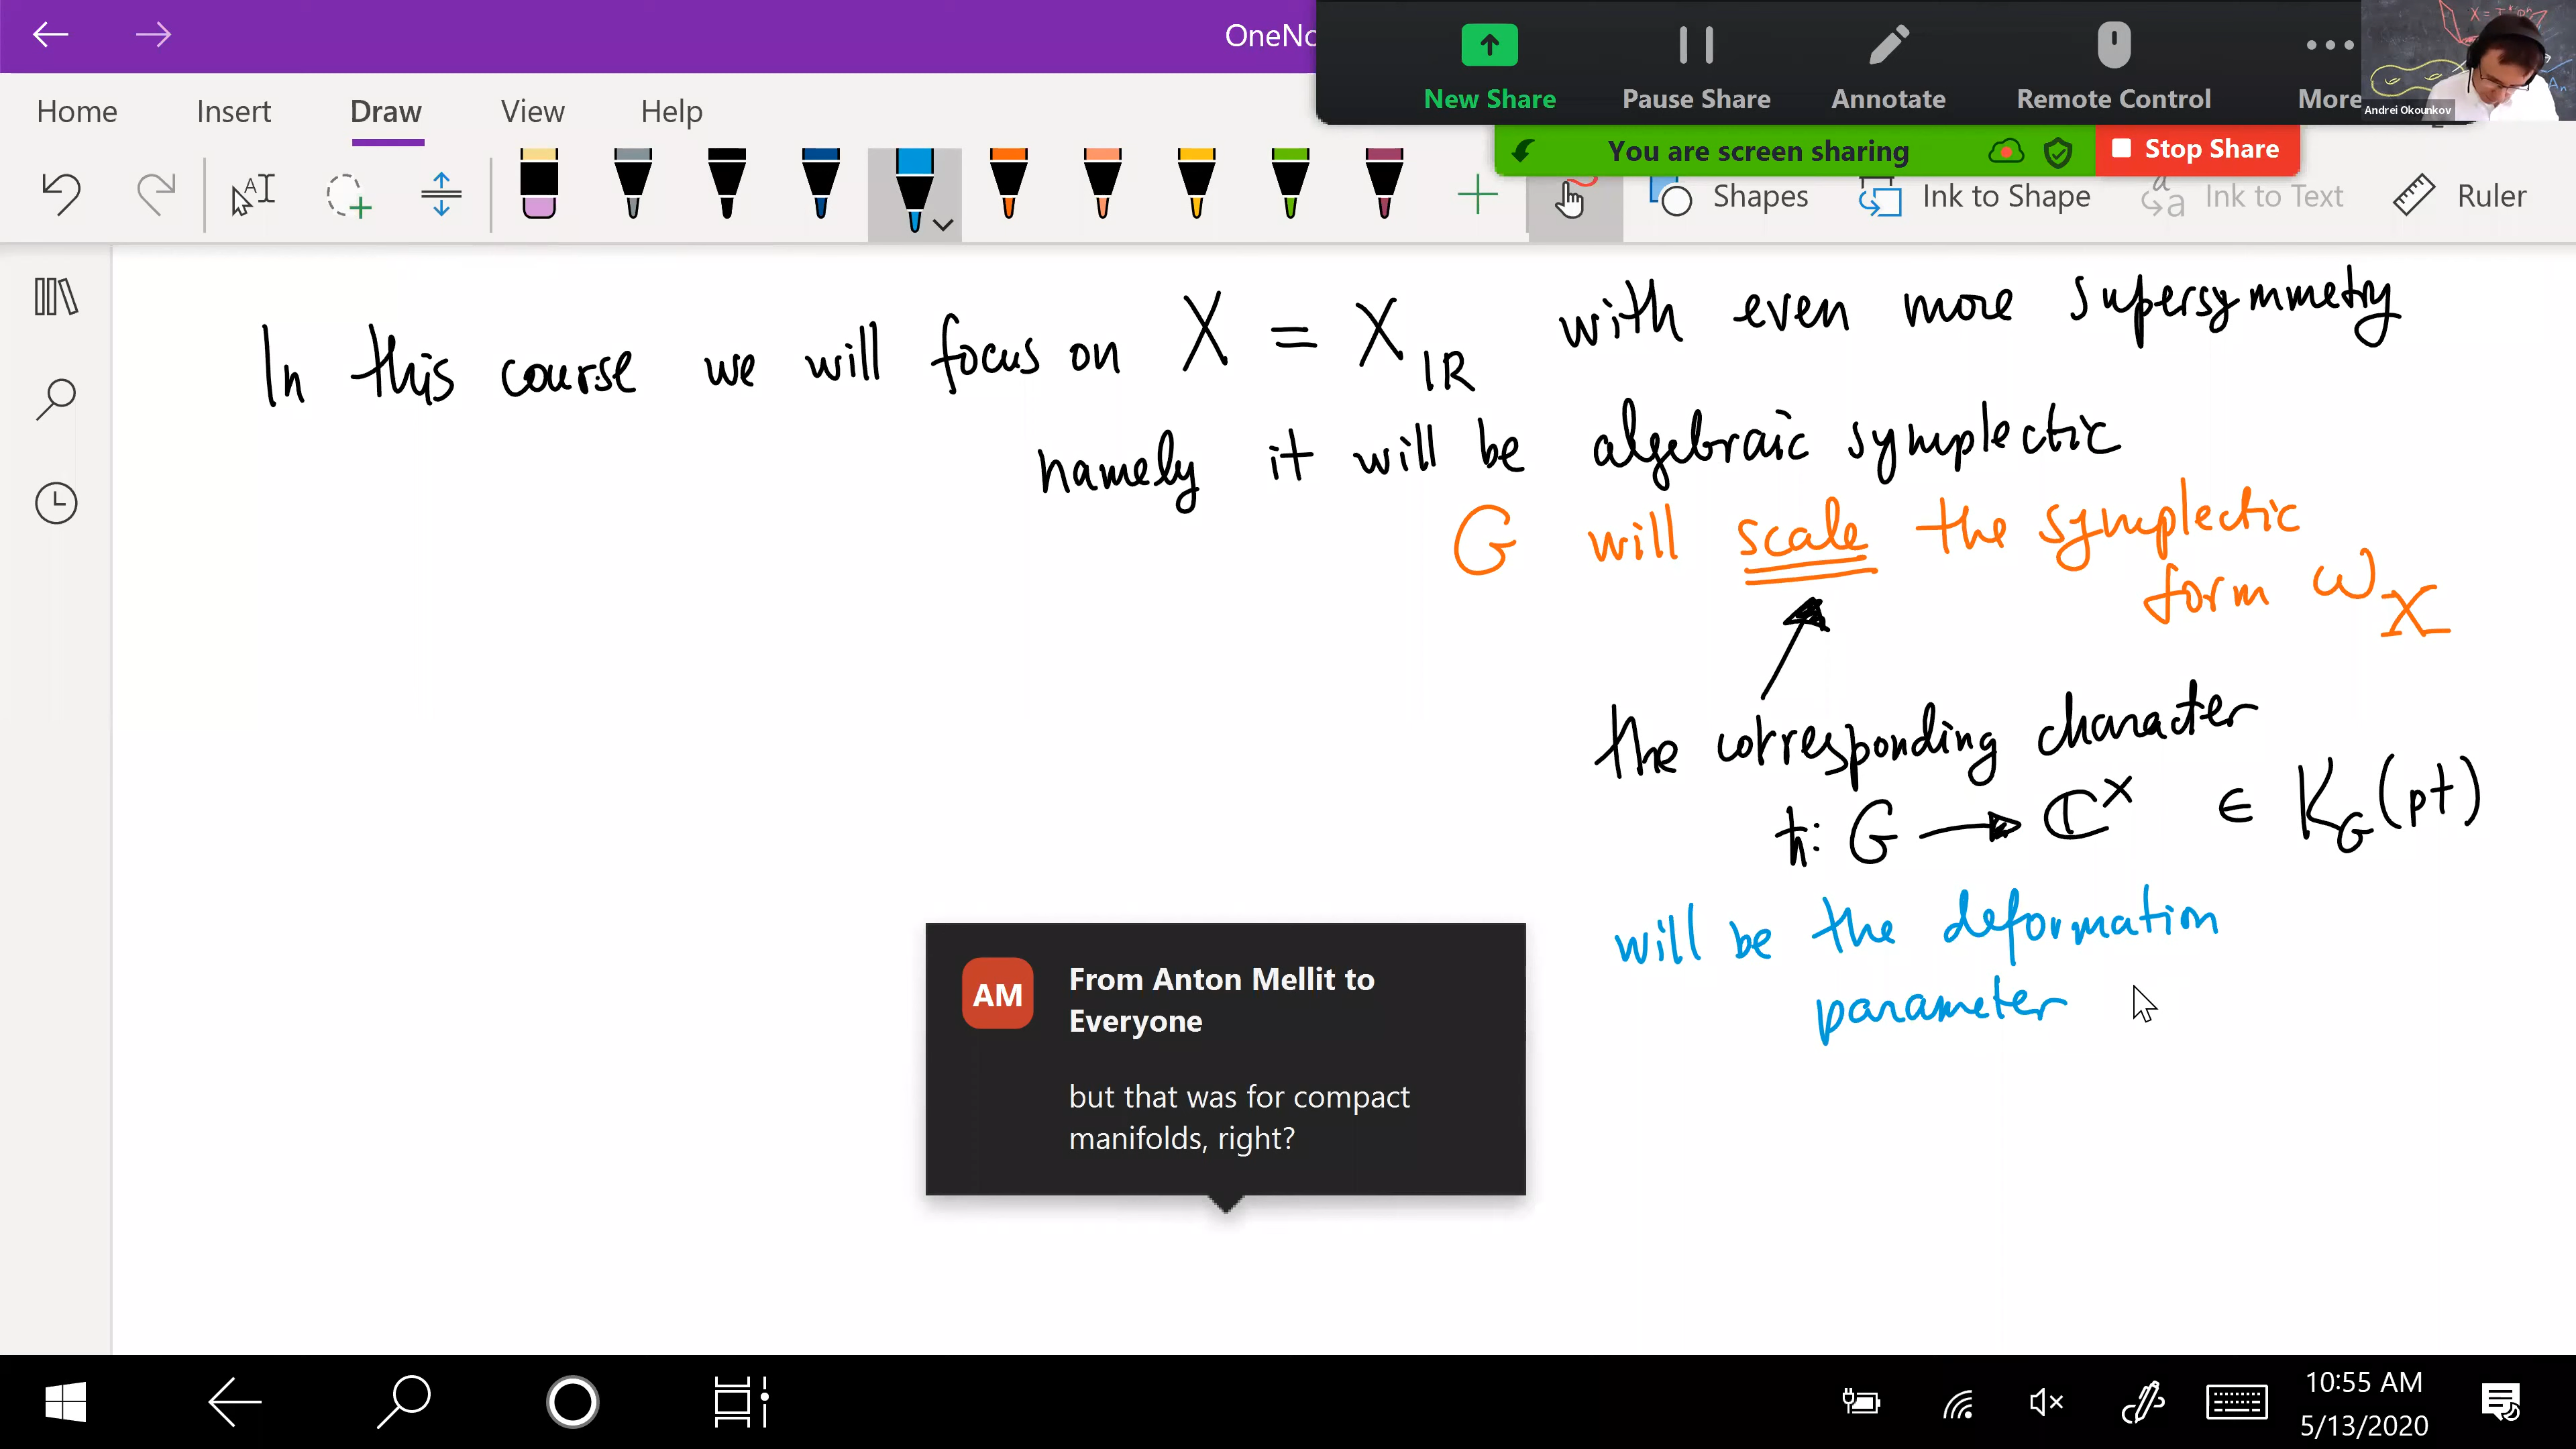 OneNo
New Share
Pause Share
Annotate
Remote Control
More
Andrei Okounkov
You are screen sharing
Stop Share
Home Insert Draw View Help
Shapes
Ink to Shape
Ink to Text
Ruler
In this course we will focus on X = X_IR with even more supersymmetry
namely it will be algebraic symplectic
G will scale the symplectic
form ω_X
the corresponding character
ħ: G → ℂ^× ∈ K_G(pt)
will be the deformation
parameter
AM
From Anton Mellit to
Everyone
but that was for compact
manifolds, right?
10:55 AM
5/13/2020